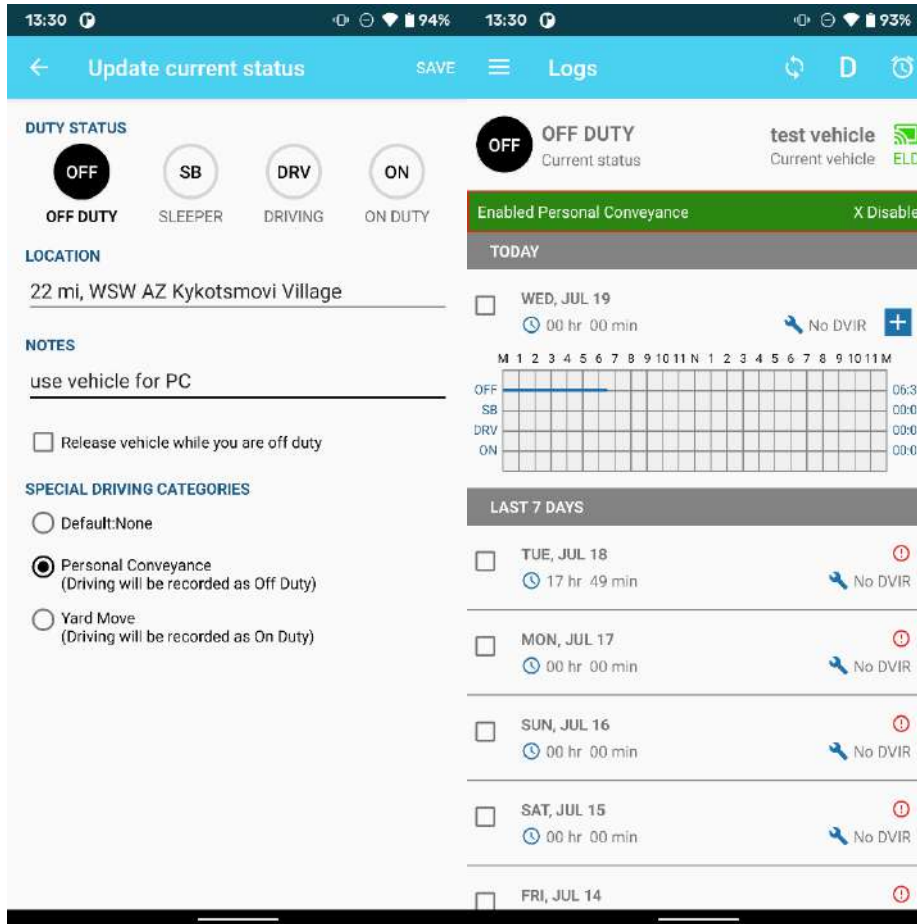 13:30 94%
Update current status SAVE
DUTY STATUS
OFF SB DRV ON
OFF DUTY SLEEPER DRIVING ON DUTY
LOCATION
22 mi, WSW AZ Kykotsmovi Village
NOTES
use vehicle for PC
Release vehicle while you are off duty
SPECIAL DRIVING CATEGORIES
Default:None
Personal Conveyance
(Driving will be recorded as Off Duty)
Yard Move
(Driving will be recorded as On Duty)
13:30 93%
Logs D
OFF OFF DUTY test vehicle
Current status Current vehicle ELD
Enabled Personal Conveyance X Disable
TODAY
WED, JUL 19
00 hr 00 min No DVIR +
M 1 2 3 4 5 6 7 8 9 10 11 N 1 2 3 4 5 6 7 8 9 10 11 M
OFF 06:3
SB 00:0
DRV 00:0
ON 00:0
LAST 7 DAYS
TUE, JUL 18
17 hr 49 min No DVIR
MON, JUL 17
00 hr 00 min No DVIR
SUN, JUL 16
00 hr 00 min No DVIR
SAT, JUL 15
00 hr 00 min No DVIR
FRI, JUL 14